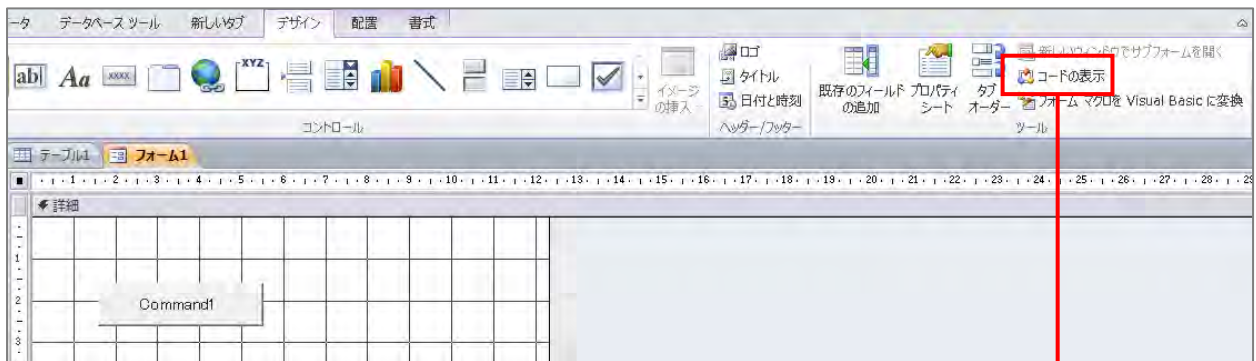 ータ データベース ツール 新しいタブ デザイン 配置 書式
ab Aa XXXX XYZ
イメージの挿入
ロゴ
タイトル
日付と時刻
既存のフィールドの追加
プロパティ シート
タブ オーダー
新しいウィンドウでサブフォームを開く
コードの表示
フォーム マクロを Visual Basic に変換
コントロール ヘッダー/フッター ツール
テーブル1 フォーム1
1 2 3 4 5 6 7 8 9 10 11 12 13 14 15 16 17 18 19 20 21 22 23 24 25 26 27 28 29
詳細
1
2
3
Command1